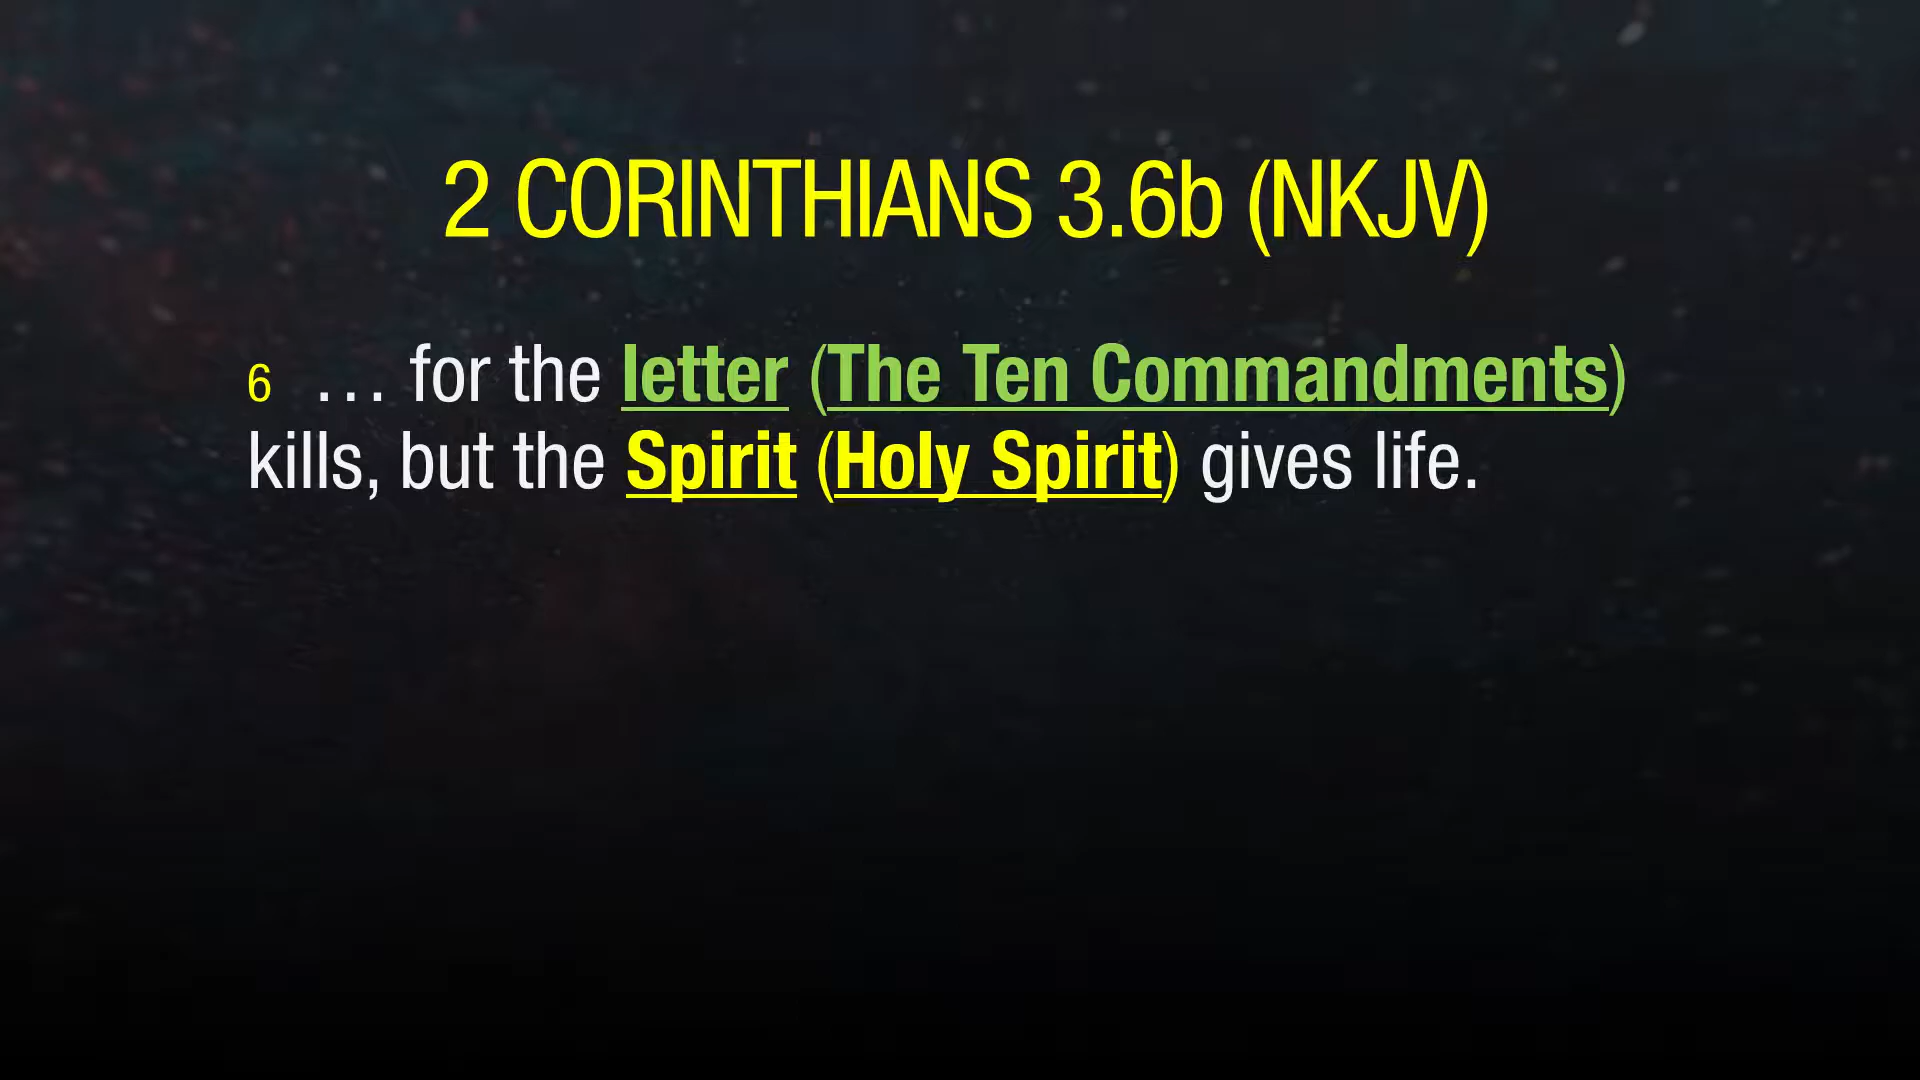 2 CORINTHIANS 3.6b (NKJV)
6 … for the letter (The Ten Commandments)
kills, but the Spirit (Holy Spirit) gives life.